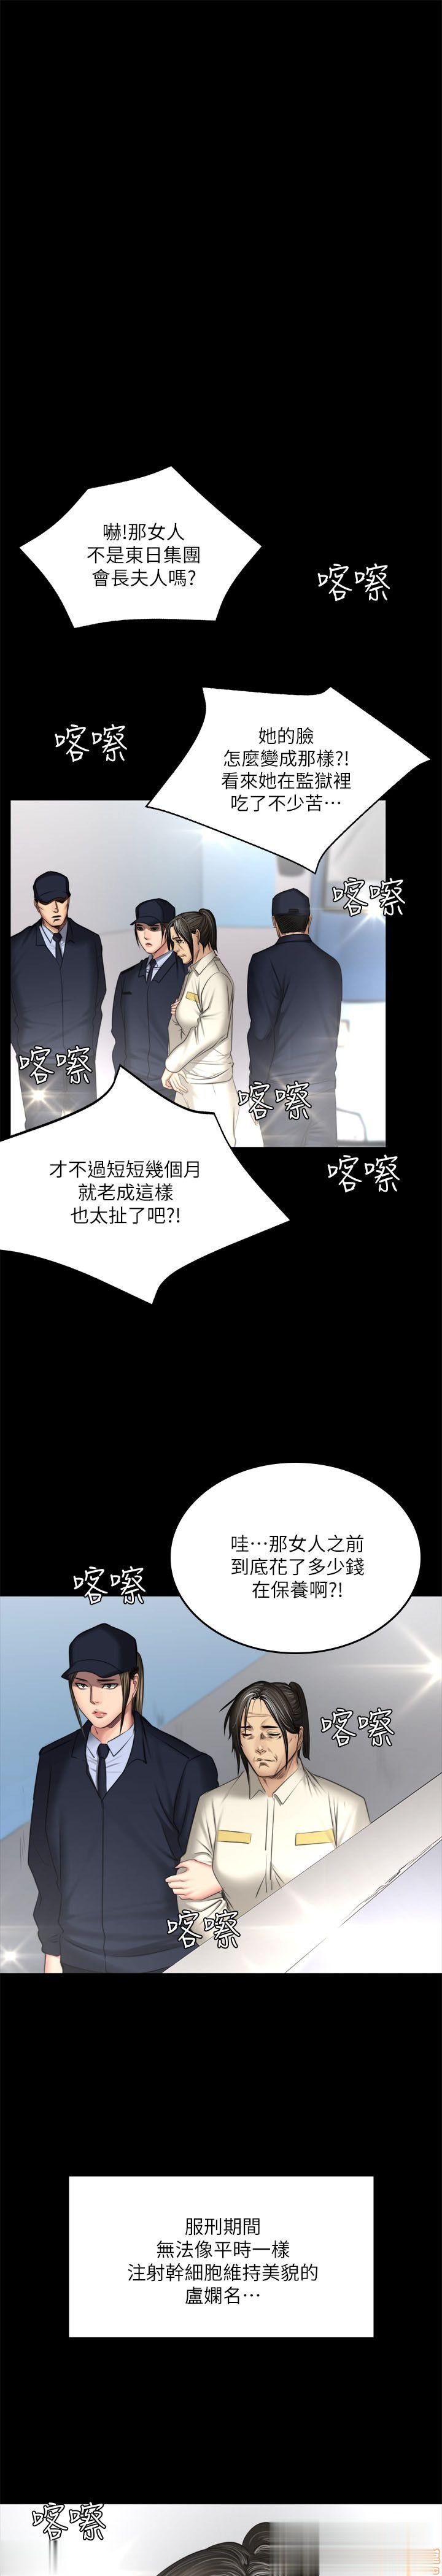 嚇!那女人
不是東日集團
會長夫人嗎?
喀嚓
喀嚓
她的臉
怎麼變成那樣?!
看來她在監獄裡
吃了不少苦…
喀嚓
喀嚓
喀嚓
喀嚓
才不過短短幾個月
就老成這樣
也太扯了吧?!
哇…那女人之前
到底花了多少錢
在保養啊?!
喀嚓
喀嚓
喀嚓
服刑期間
無法像平時一樣
注射幹細胞維持美貌的
盧嫻名…
喀嚓